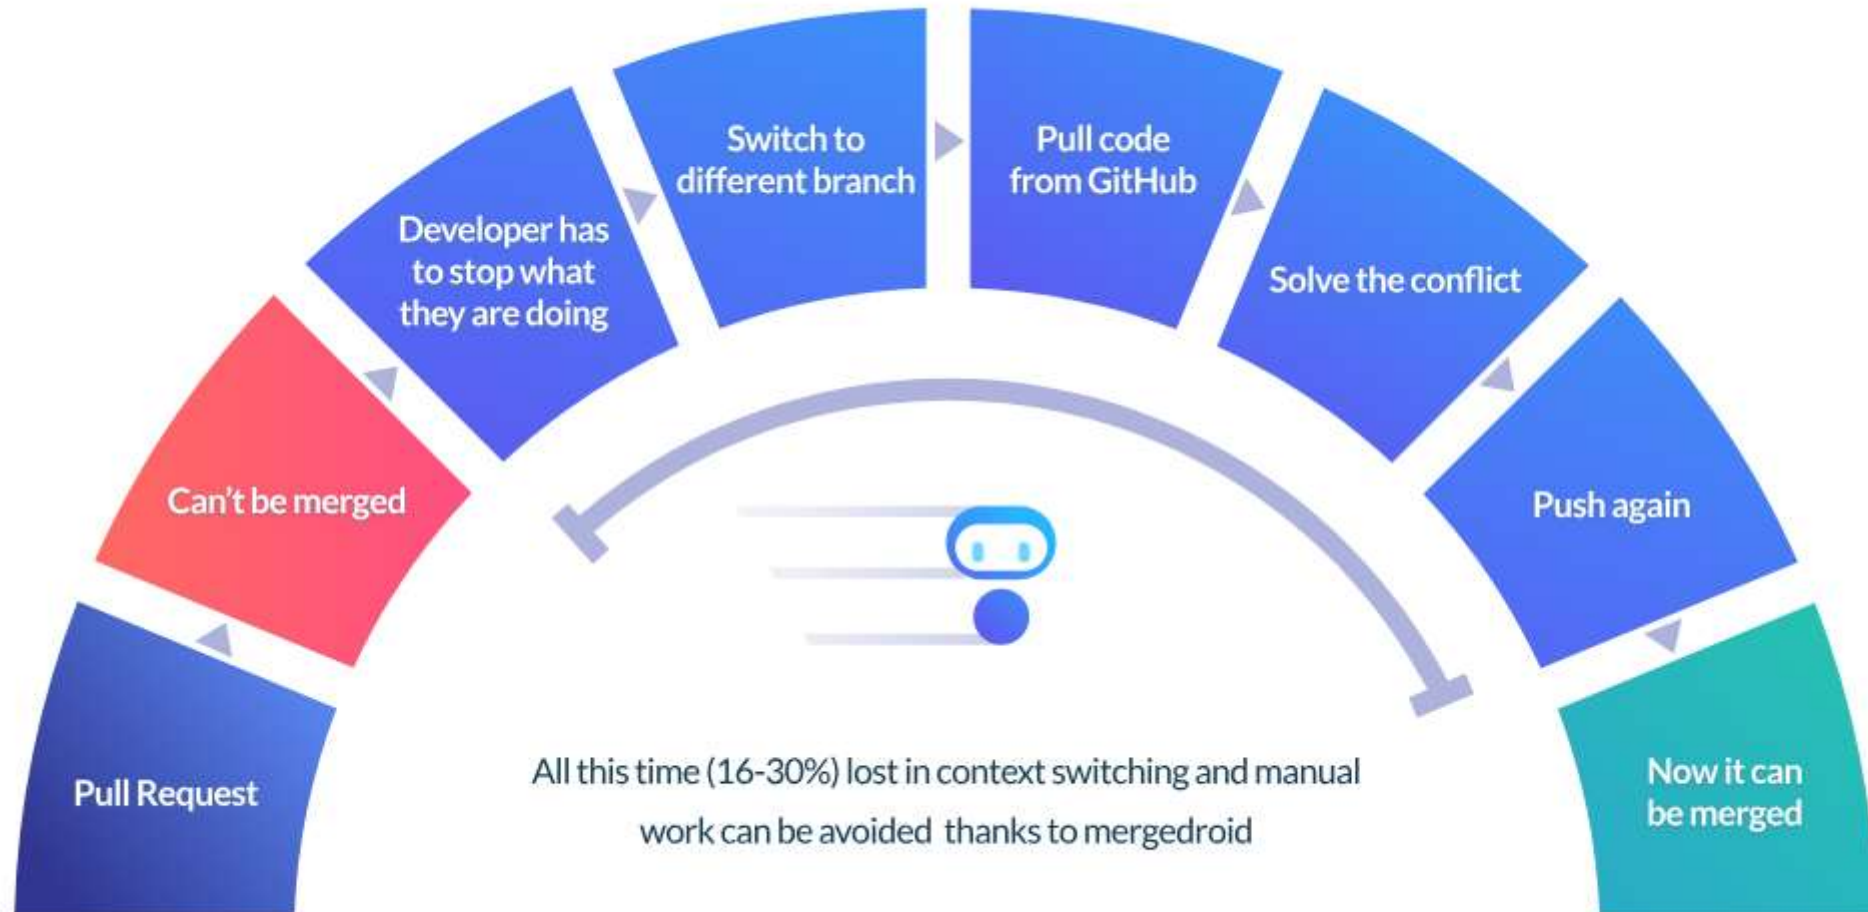 Pull Request
Can't be merged
Developer has
to stop what
they are doing
Switch to
different branch
Pull code
from GitHub
Solve the conflict
Push again
Now it can
be merged
All this time (16-30%) lost in context switching and manual
work can be avoided thanks to mergedroid